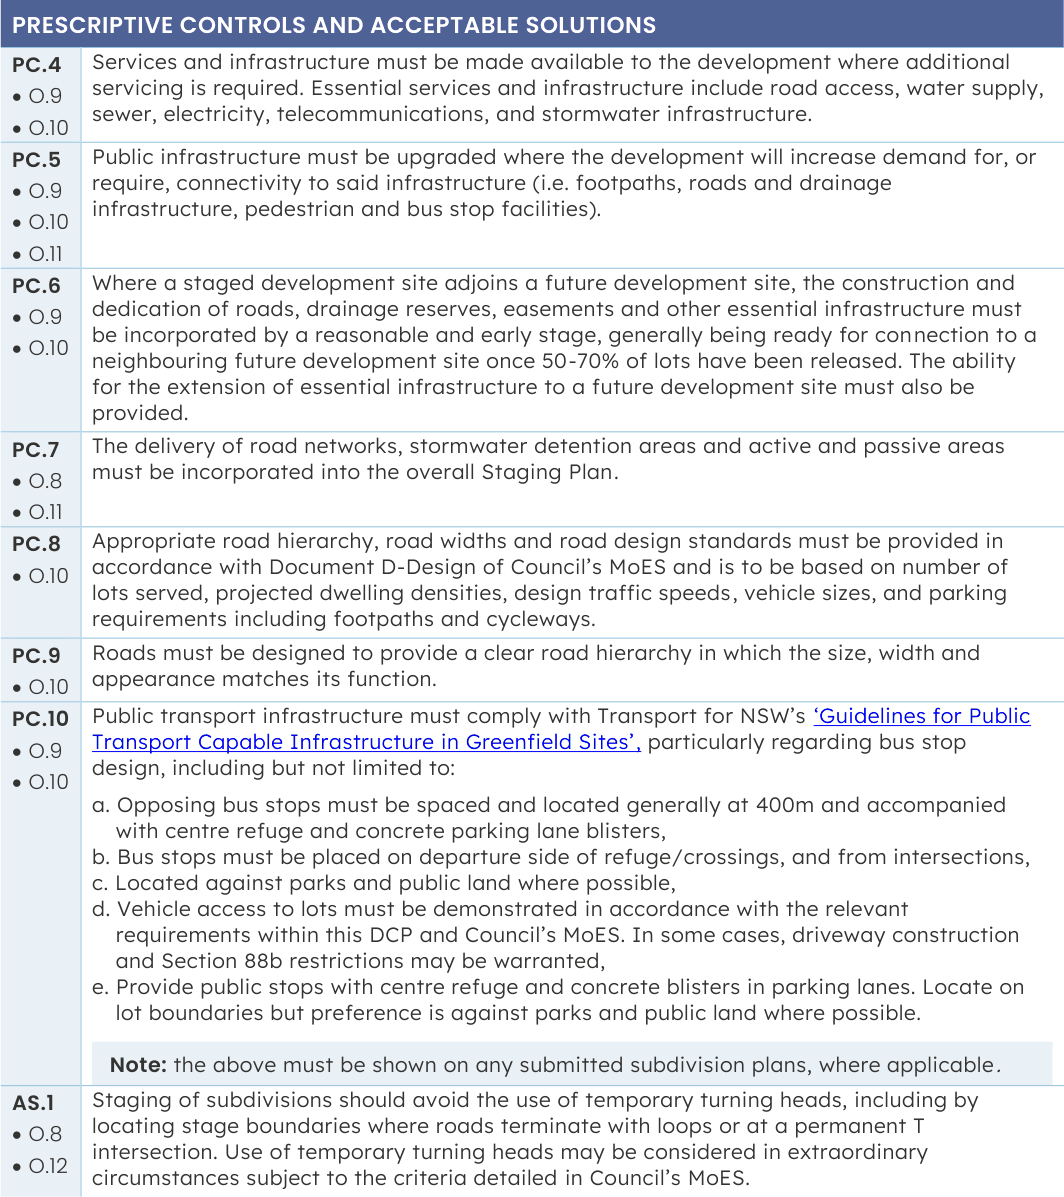 PRESCRIPTIVE CONTROLS AND ACCEPTABLE SOLUTIONS
PC.4
• O.9
• O.10
Services and infrastructure must be made available to the development where additional
servicing is required. Essential services and infrastructure include road access, water supply,
sewer, electricity, telecommunications, and stormwater infrastructure.
PC.5
• O.9
• O.10
• O.11
Public infrastructure must be upgraded where the development will increase demand for, or
require, connectivity to said infrastructure (i.e. footpaths, roads and drainage
infrastructure, pedestrian and bus stop facilities).
PC.6
• O.9
• O.10
Where a staged development site adjoins a future development site, the construction and
dedication of roads, drainage reserves, easements and other essential infrastructure must
be incorporated by a reasonable and early stage, generally being ready for connection to a
neighbouring future development site once 50-70% of lots have been released. The ability
for the extension of essential infrastructure to a future development site must also be
provided.
PC.7
• O.8
• O.11
The delivery of road networks, stormwater detention areas and active and passive areas
must be incorporated into the overall Staging Plan.
PC.8
• O.10
Appropriate road hierarchy, road widths and road design standards must be provided in
accordance with Document D-Design of Council's MoES and is to be based on number of
lots served, projected dwelling densities, design traffic speeds, vehicle sizes, and parking
requirements including footpaths and cycleways.
PC.9
• O.10
Roads must be designed to provide a clear road hierarchy in which the size, width and
appearance matches its function.
PC.10
• O.9
• O.10
Public transport infrastructure must comply with Transport for NSW's 'Guidelines for Public
Transport Capable Infrastructure in Greenfield Sites', particularly regarding bus stop
design, including but not limited to:
a. Opposing bus stops must be spaced and located generally at 400m and accompanied
with centre refuge and concrete parking lane blisters,
b. Bus stops must be placed on departure side of refuge/crossings, and from intersections,
c. Located against parks and public land where possible,
d. Vehicle access to lots must be demonstrated in accordance with the relevant
requirements within this DCP and Council's MoES. In some cases, driveway construction
and Section 88b restrictions may be warranted,
e. Provide public stops with centre refuge and concrete blisters in parking lanes. Locate on
lot boundaries but preference is against parks and public land where possible.
Note: the above must be shown on any submitted subdivision plans, where applicable.
AS.1
• O.8
• O.12
Staging of subdivisions should avoid the use of temporary turning heads, including by
locating stage boundaries where roads terminate with loops or at a permanent T
intersection. Use of temporary turning heads may be considered in extraordinary
circumstances subject to the criteria detailed in Council's MoES.